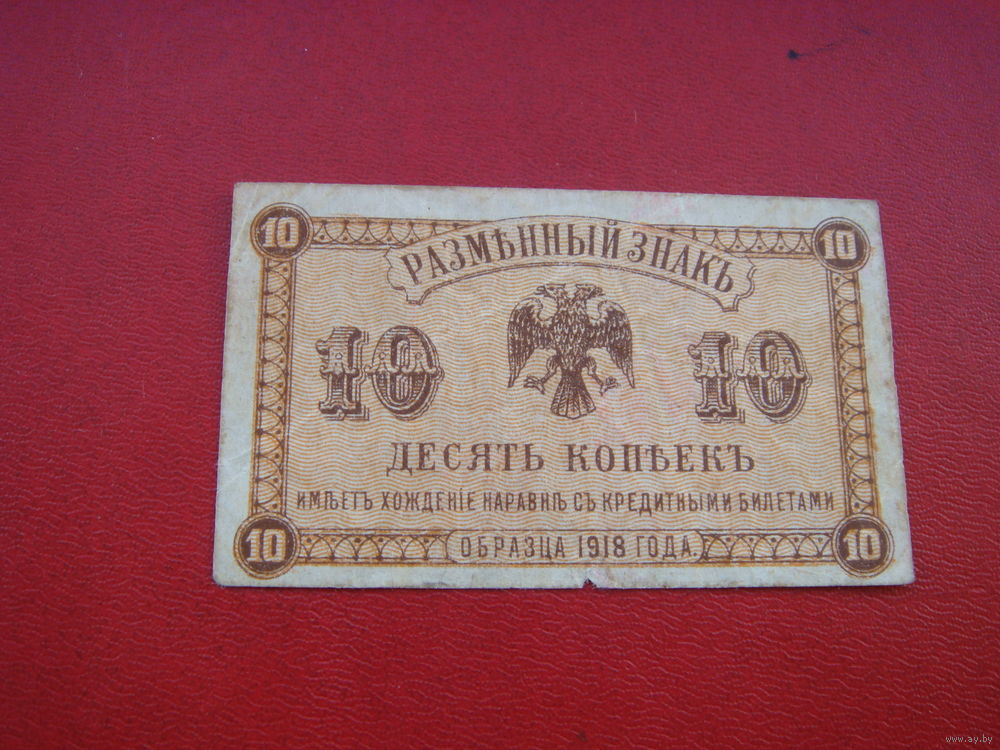 РАЗМѢННЫЙ ЗНАКЪ
10 10
10 10
ДЕСЯТЬ КОПѢЕКЪ
ИМѢЕТЪ ХОЖДЕНІЕ НАРАВНѢ СЪ КРЕДИТНЫМИ БИЛЕТАМИ
10 ОБРАЗЦА 1918 ГОДА. 10
www.ay.by